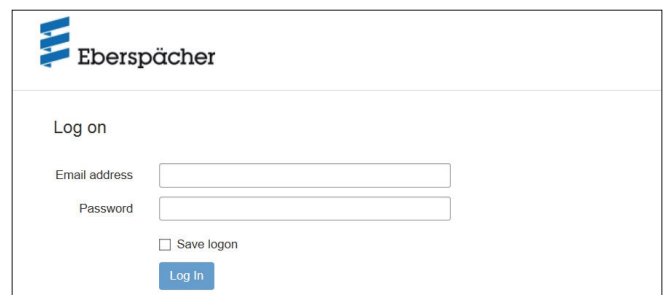 Eberspächer
Log on
Email address
Password
Save logon
Log In